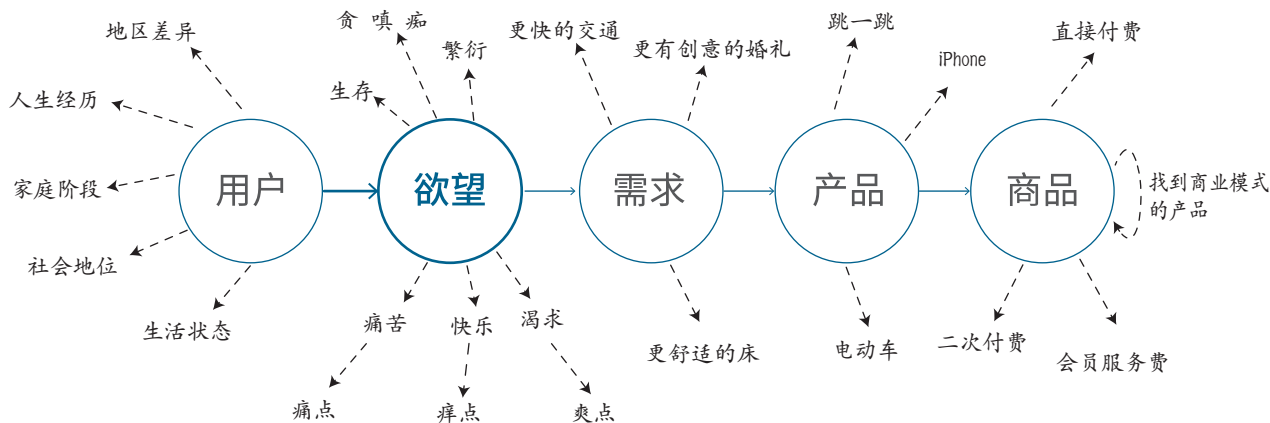 地区差异
人生经历
家庭阶段
社会地位
生活状态
用户
贪 嗔 痴
繁衍
生存
欲望
痛苦
快乐
渴求
痛点
痒点
爽点
更快的交通
更有创意的婚礼
需求
更舒适的床
跳一跳
iPhone
产品
电动车
直接付费
商品
找到商业模式
的产品
二次付费
会员服务费